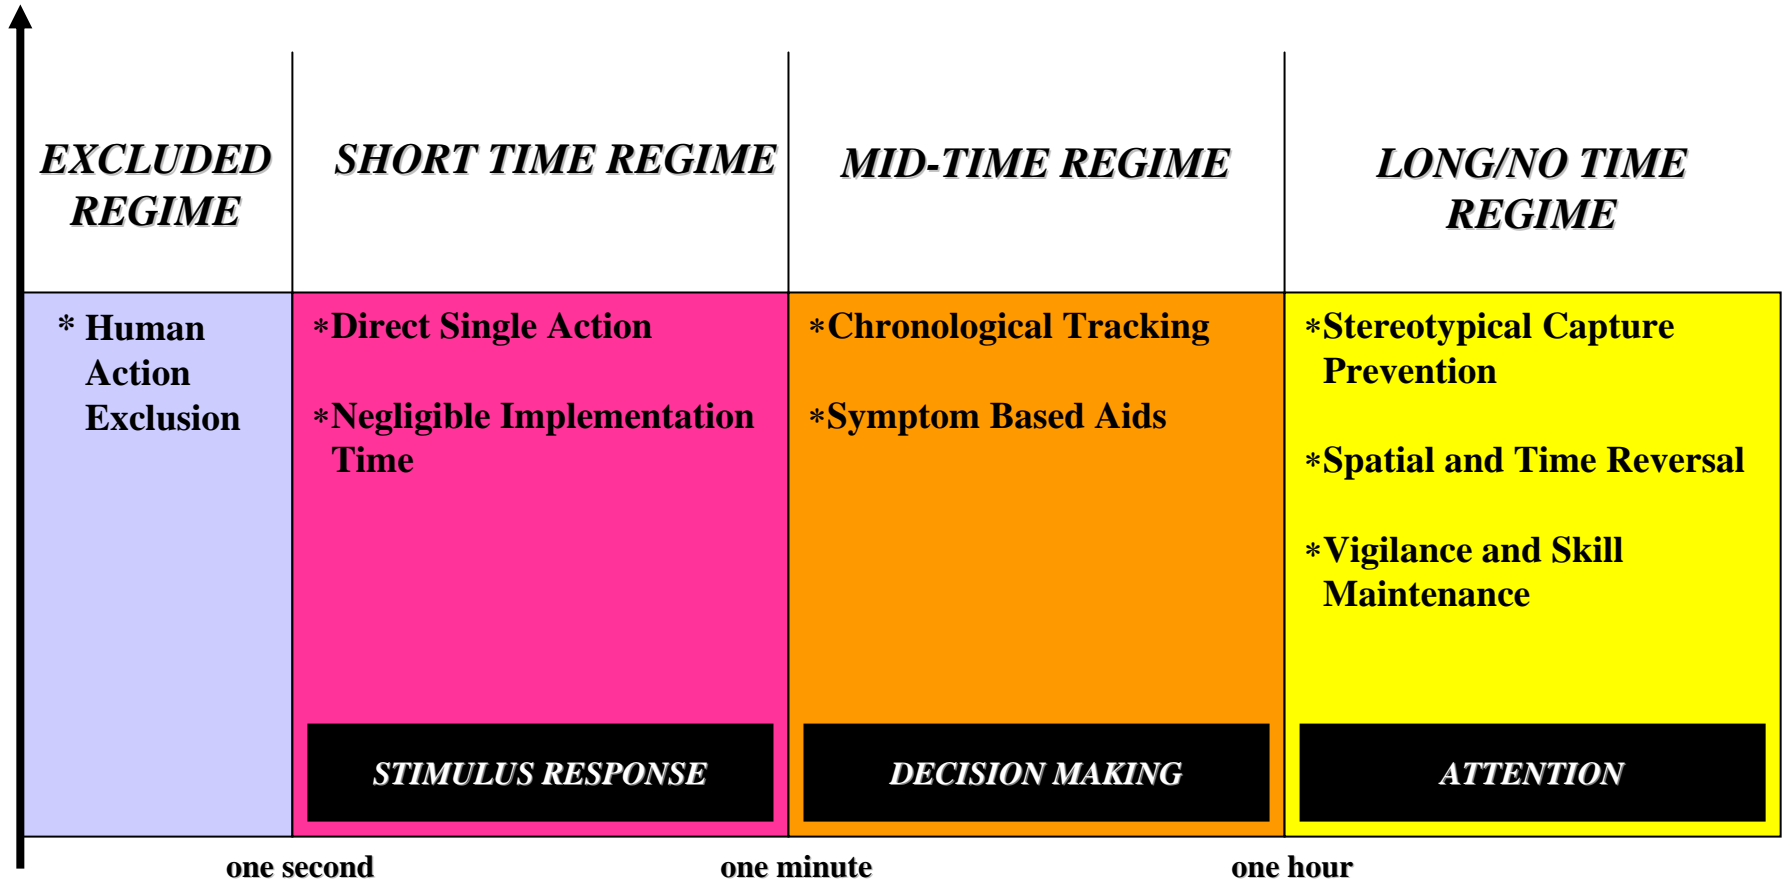 EXCLUDED
REGIME
SHORT TIME REGIME
MID-TIME REGIME
LONG/NO TIME
REGIME
* Human
Action
Exclusion
*Direct Single Action
*Negligible Implementation
Time
STIMULUS RESPONSE
*Chronological Tracking
*Symptom Based Aids
DECISION MAKING
*Stereotypical Capture
Prevention
*Spatial and Time Reversal
*Vigilance and Skill
Maintenance
ATTENTION
one second
one minute
one hour